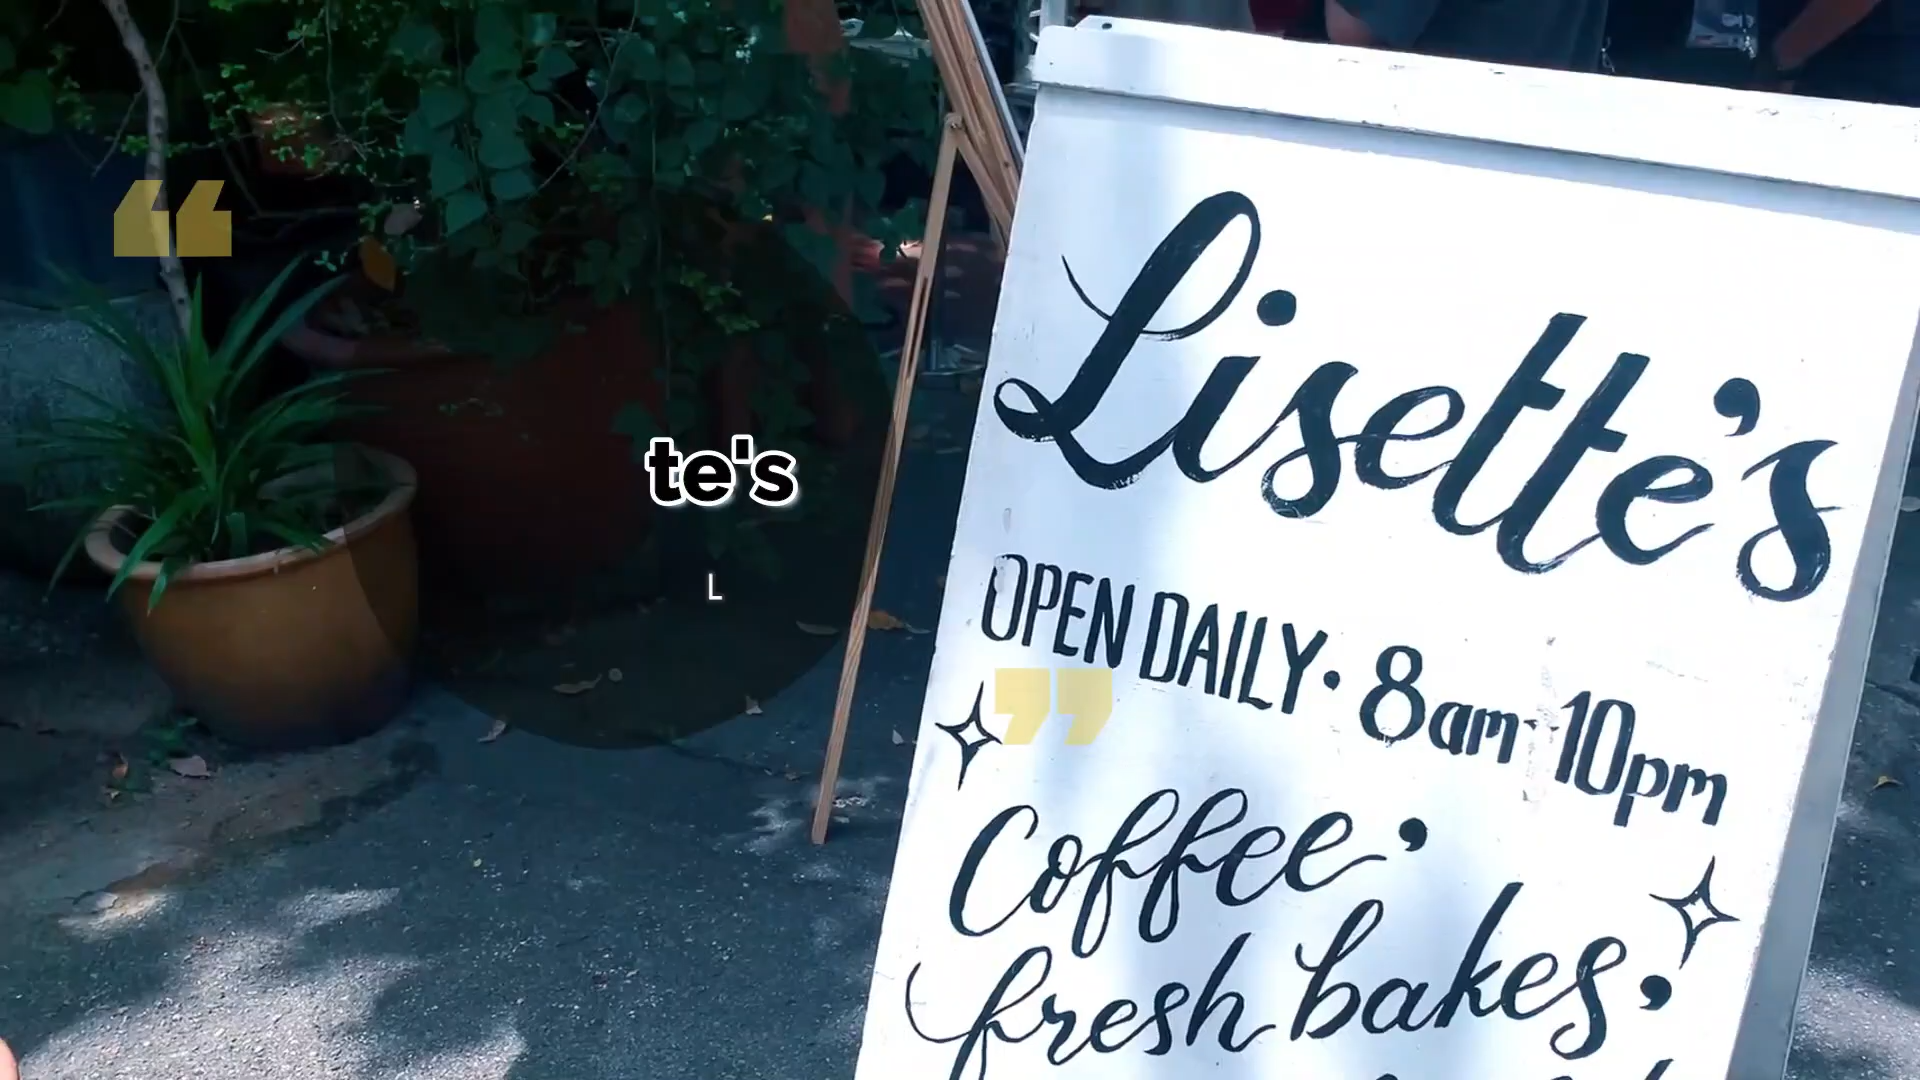 te's
L
Lisette's
OPEN DAILY · 8am - 10pm
Coffee,
fresh bakes,